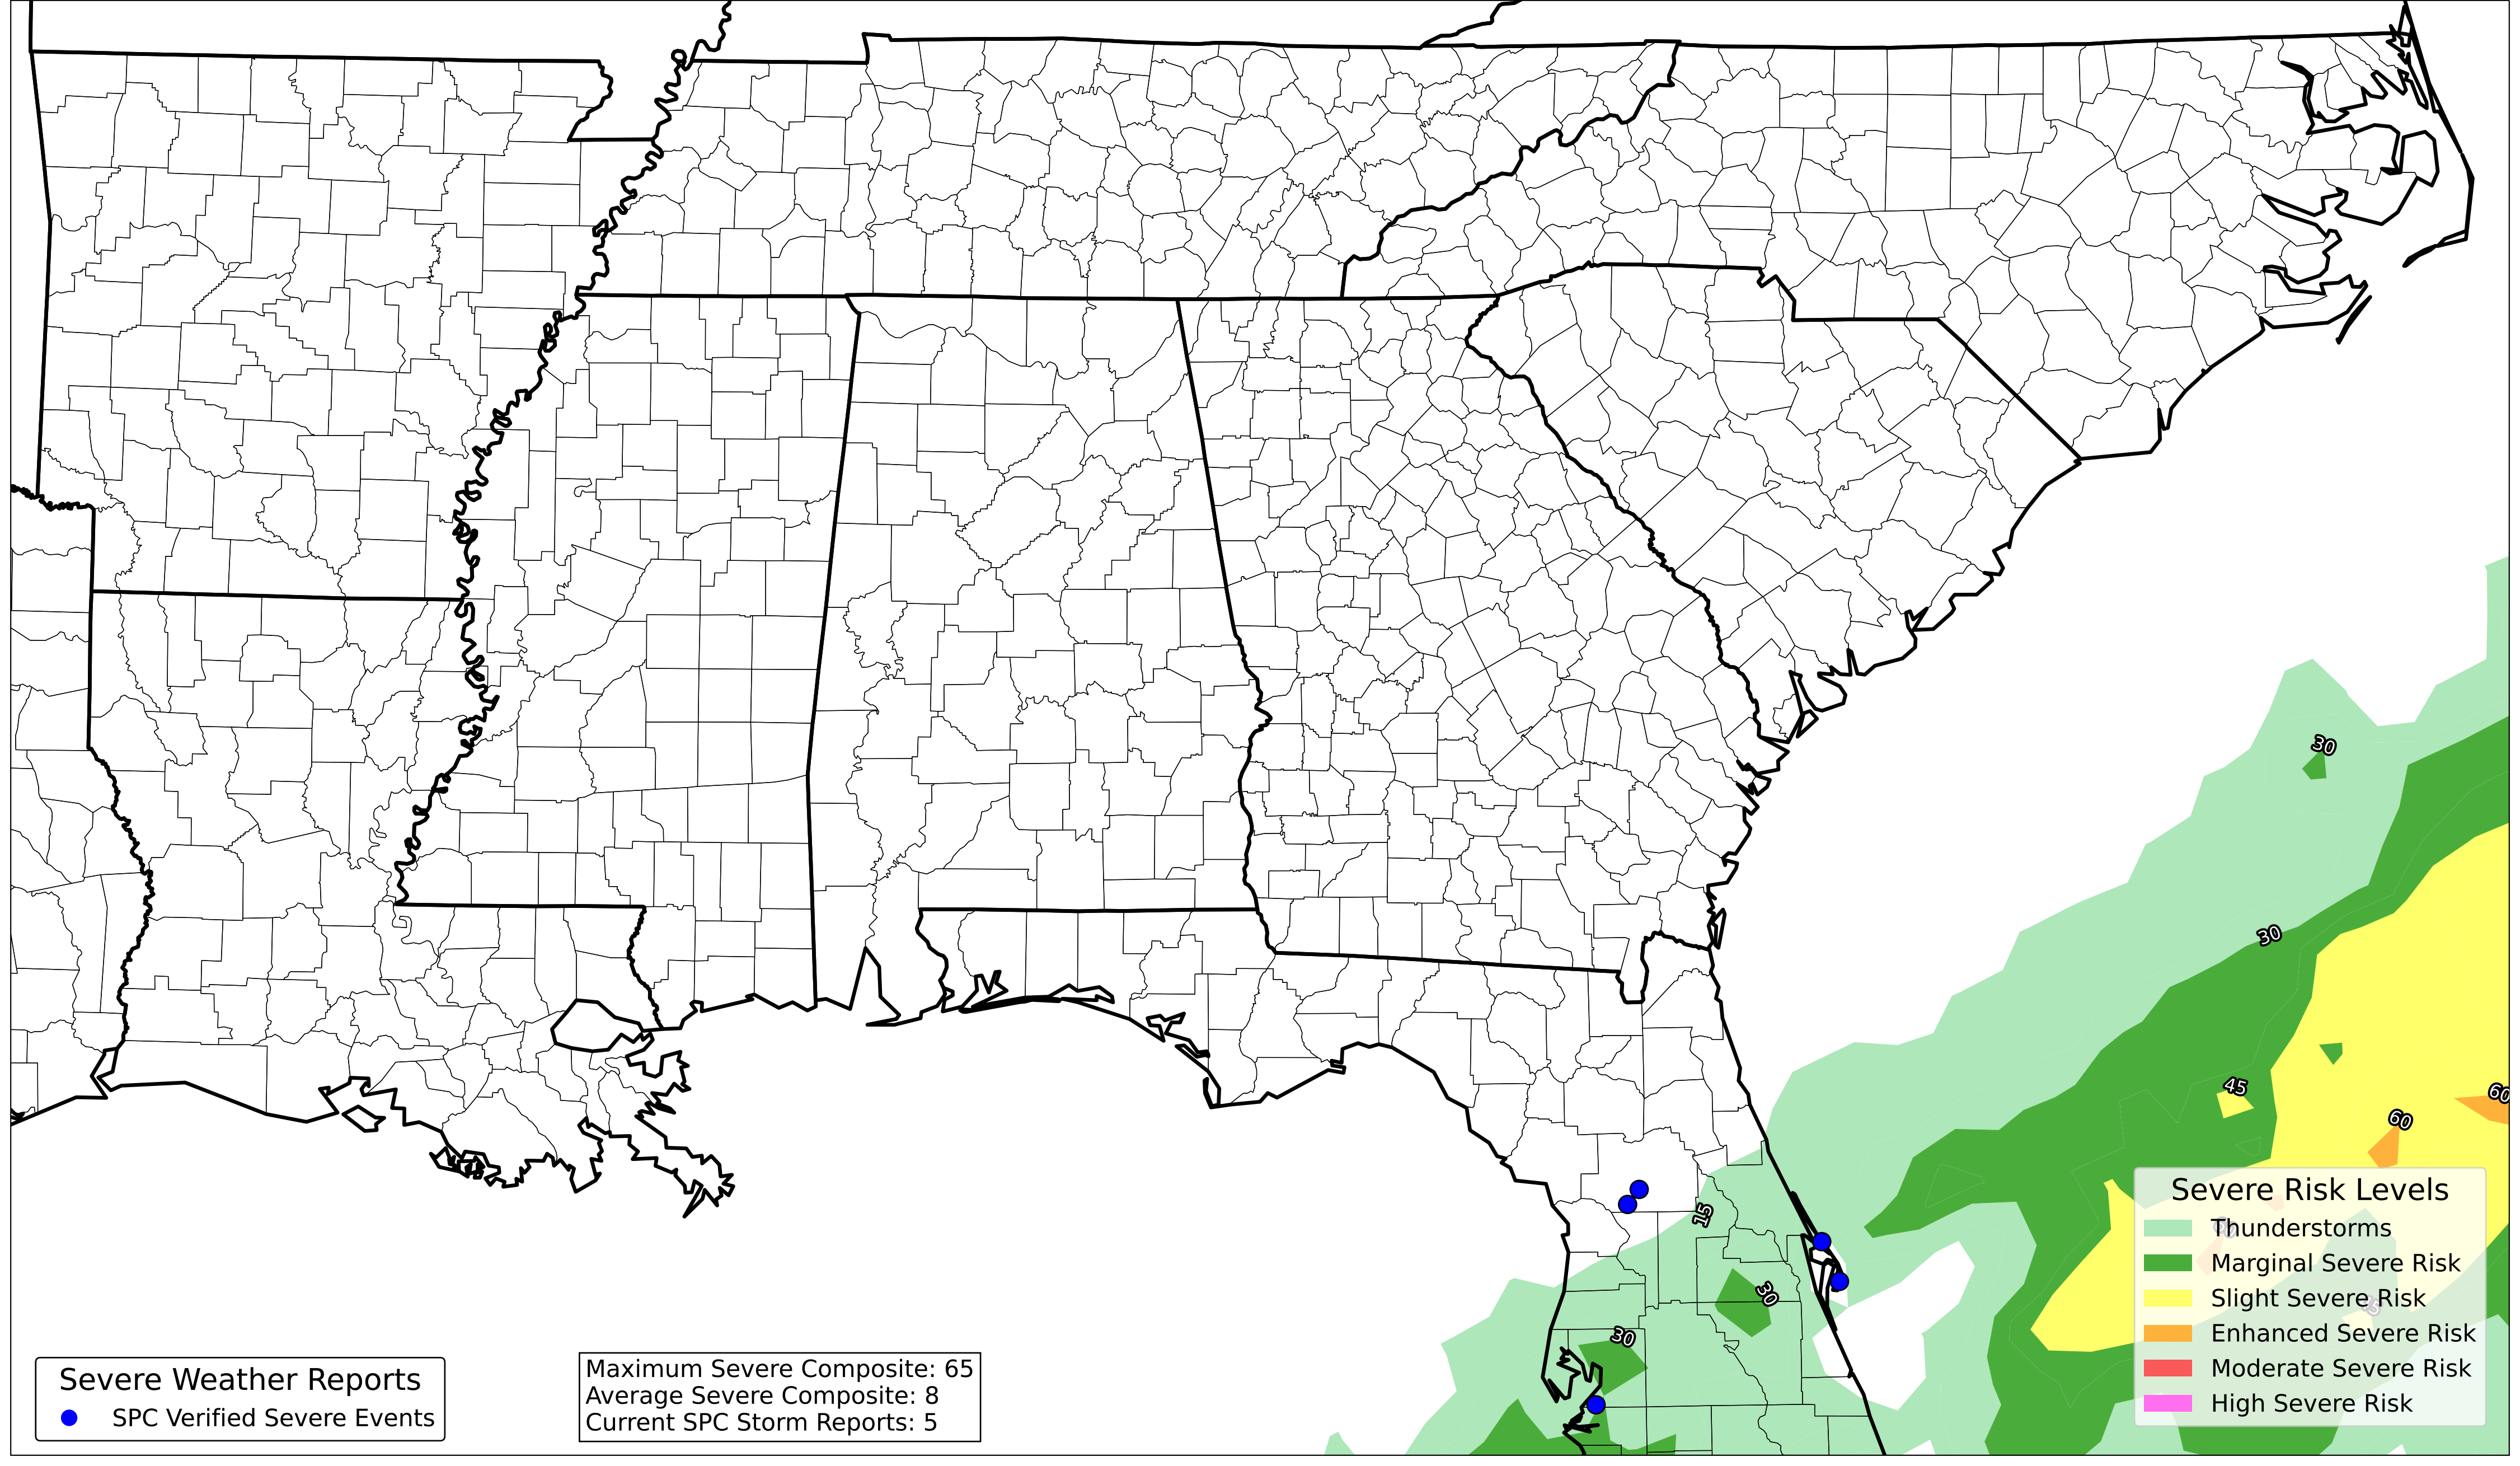 30
30
45
60
60
15
30
30
Severe Risk Levels
Thunderstorms
Marginal Severe Risk
Slight Severe Risk
Enhanced Severe Risk
Moderate Severe Risk
High Severe Risk
Severe Weather Reports
SPC Verified Severe Events
Maximum Severe Composite: 65
Average Severe Composite: 8
Current SPC Storm Reports: 5